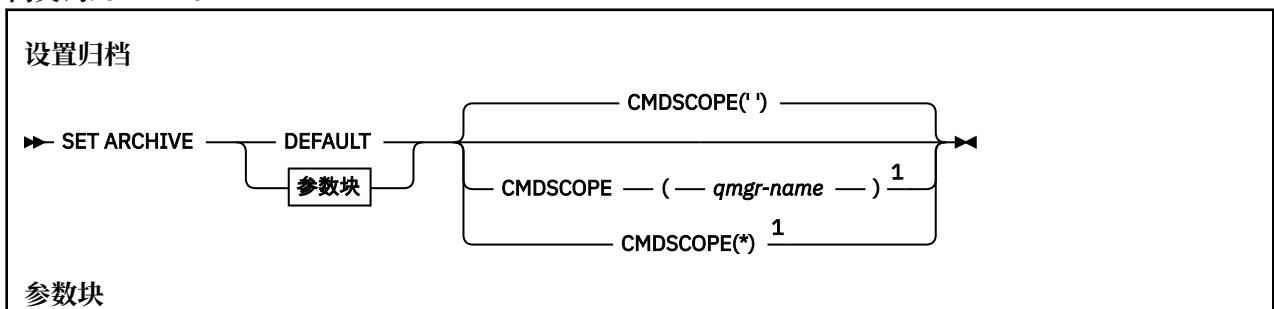 设置归档
CMDSCOPE(' ')
SET ARCHIVE DEFAULT
参数块
CMDSCOPE ( qmgr-name ) 1
CMDSCOPE(*) 1
参数块